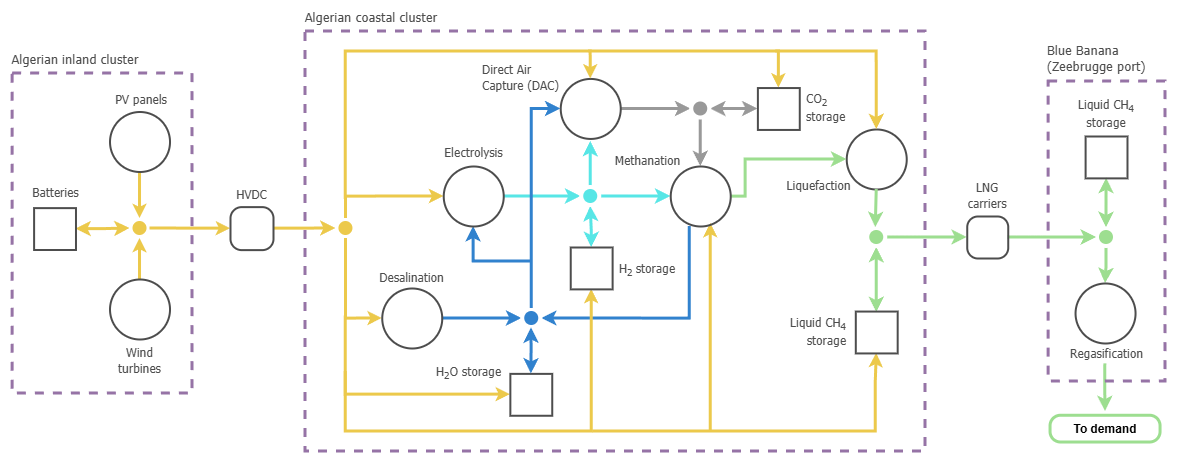 Algerian inland cluster
PV panels
Batteries
Wind
turbines
HVDC
Algerian coastal cluster
Direct Air
Capture (DAC)
CO₂
storage
Electrolysis
Methanation
Liquefaction
H₂ storage
Desalination
H₂O storage
Liquid CH₄
storage
LNG
carriers
Blue Banana
(Zeebrugge port)
Liquid CH₄
storage
Regasification
To demand